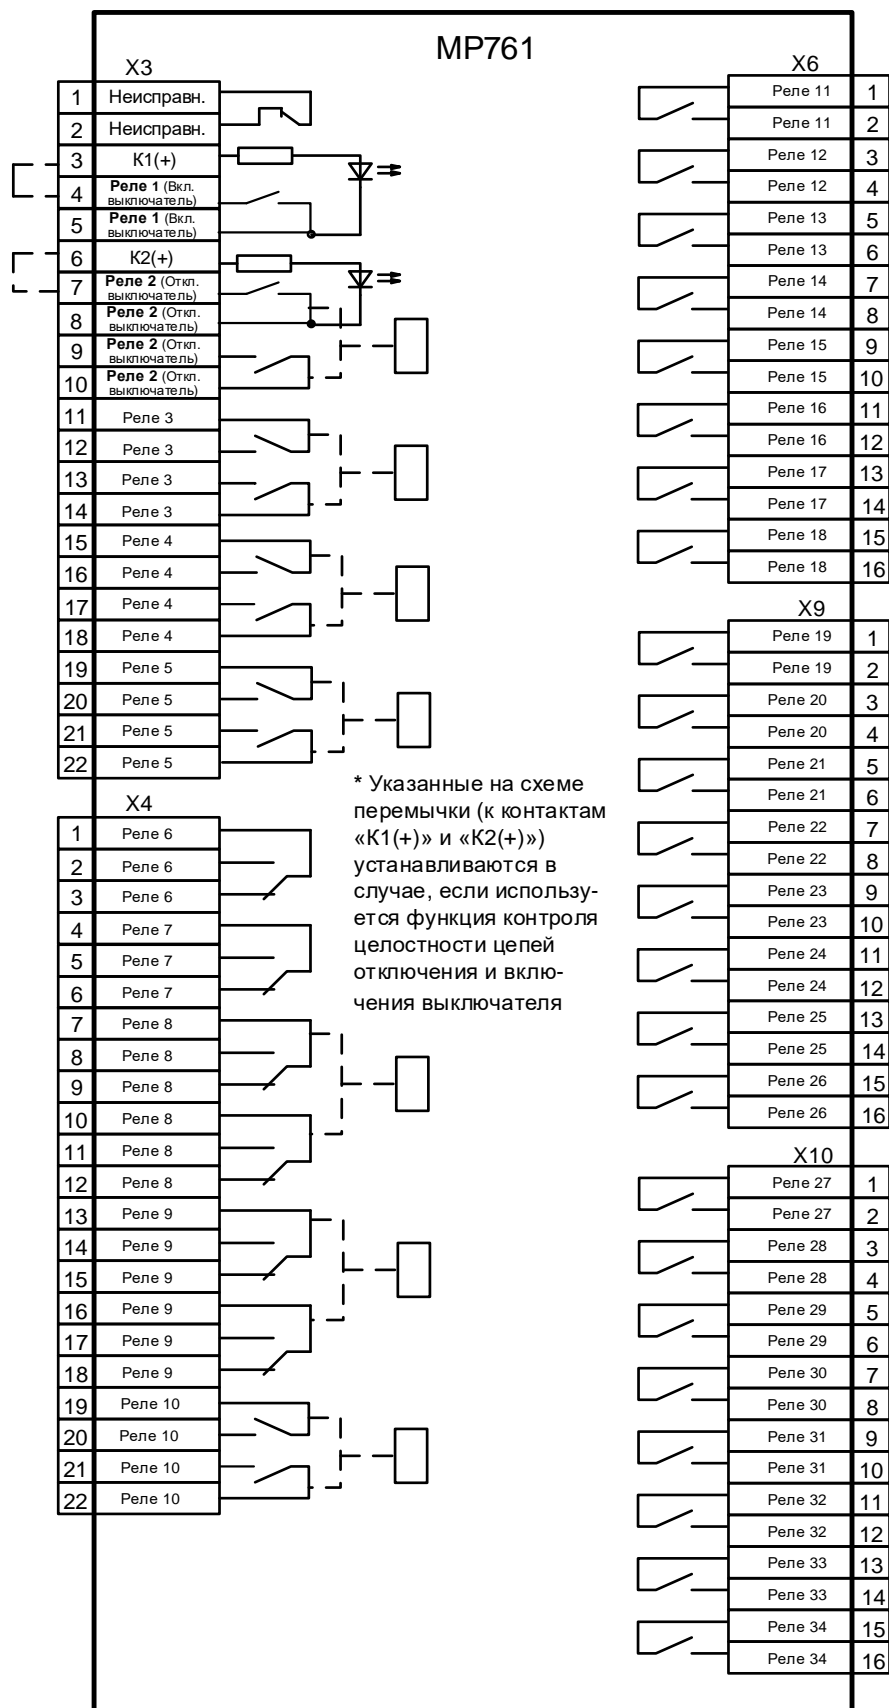 МР761
X3
1 Неисправн.
2 Неисправн.
3 К1(+)
4 Реле 1 (Вкл.
выключатель)
5 Реле 1 (Вкл.
выключатель)
6 К2(+)
7 Реле 2 (Откл.
выключатель)
8 Реле 2 (Откл.
выключатель)
9 Реле 2 (Откл.
выключатель)
10 Реле 2 (Откл.
выключатель)
11 Реле 3
12 Реле 3
13 Реле 3
14 Реле 3
15 Реле 4
16 Реле 4
17 Реле 4
18 Реле 4
19 Реле 5
20 Реле 5
21 Реле 5
22 Реле 5
X4
1 Реле 6
2 Реле 6
3 Реле 6
4 Реле 7
5 Реле 7
6 Реле 7
7 Реле 8
8 Реле 8
9 Реле 8
10 Реле 8
11 Реле 8
12 Реле 8
13 Реле 9
14 Реле 9
15 Реле 9
16 Реле 9
17 Реле 9
18 Реле 9
19 Реле 10
20 Реле 10
21 Реле 10
22 Реле 10
* Указанные на схеме
перемычки (к контактам
«К1(+)» и «К2(+)»)
устанавливаются в
случае, если использу-
ется функция контроля
целостности цепей
отключения и вклю-
чения выключателя
X6
Реле 11 1
Реле 11 2
Реле 12 3
Реле 12 4
Реле 13 5
Реле 13 6
Реле 14 7
Реле 14 8
Реле 15 9
Реле 15 10
Реле 16 11
Реле 16 12
Реле 17 13
Реле 17 14
Реле 18 15
Реле 18 16
X9
Реле 19 1
Реле 19 2
Реле 20 3
Реле 20 4
Реле 21 5
Реле 21 6
Реле 22 7
Реле 22 8
Реле 23 9
Реле 23 10
Реле 24 11
Реле 24 12
Реле 25 13
Реле 25 14
Реле 26 15
Реле 26 16
X10
Реле 27 1
Реле 27 2
Реле 28 3
Реле 28 4
Реле 29 5
Реле 29 6
Реле 30 7
Реле 30 8
Реле 31 9
Реле 31 10
Реле 32 11
Реле 32 12
Реле 33 13
Реле 33 14
Реле 34 15
Реле 34 16